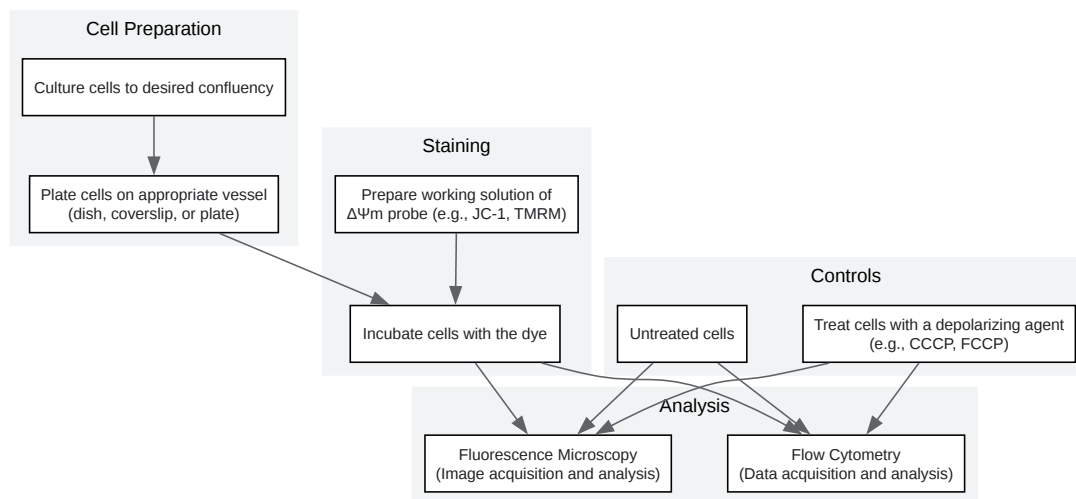 Cell Preparation
Culture cells to desired confluency
Plate cells on appropriate vessel
(dish, coverslip, or plate)
Staining
Prepare working solution of
ΔΨm probe (e.g., JC-1, TMRM)
Incubate cells with the dye
Controls
Untreated cells
Treat cells with a depolarizing agent
(e.g., CCCP, FCCP)
Analysis
Fluorescence Microscopy
(Image acquisition and analysis)
Flow Cytometry
(Data acquisition and analysis)